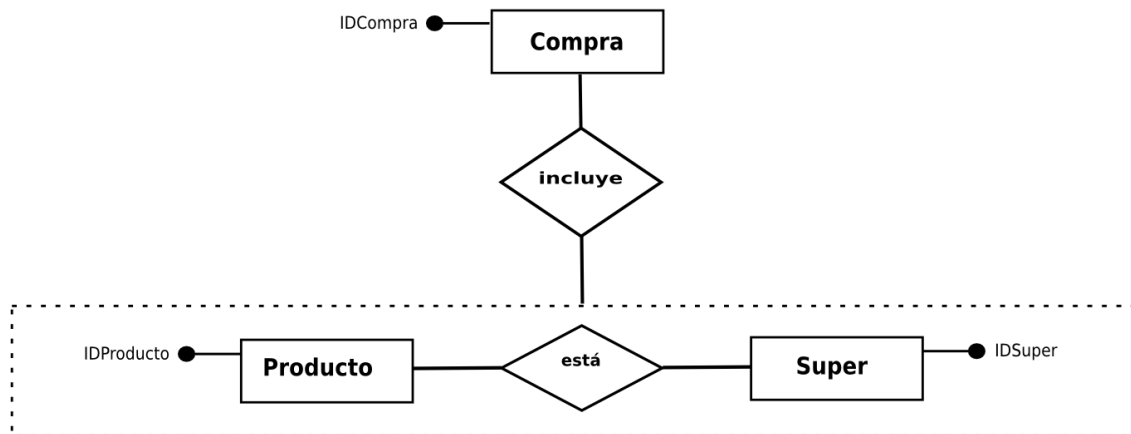 IDCompra
Compra
incluye
IDProducto
Producto
está
Super
IDSuper